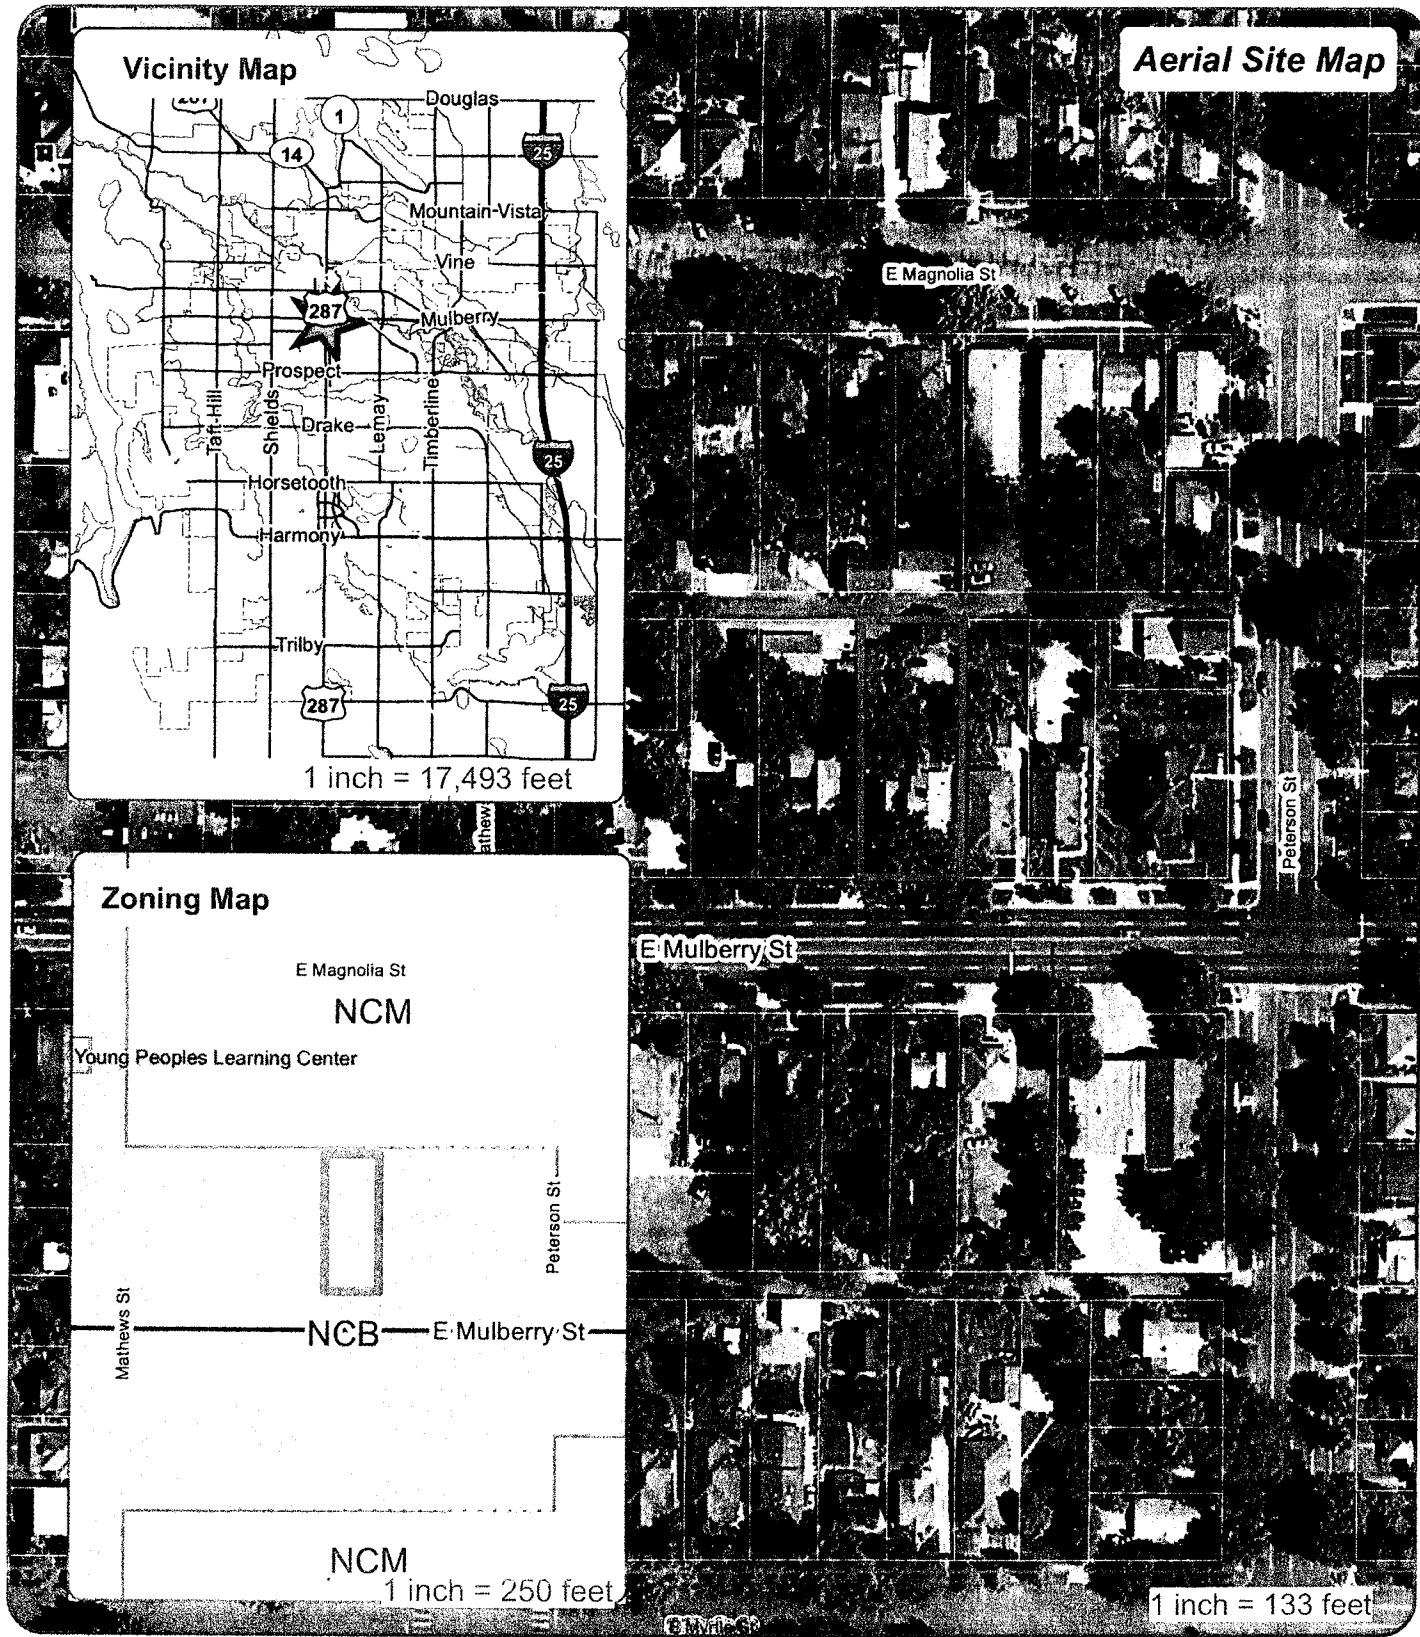 Aerial Site Map
Vicinity Map
287
Douglas
1
14
25
Mountain Vista
Vine
287
Mulberry
Prospect
Taft Hill
Shields
Drake
Lemay
Timberline
25
Horsetooth
Harmony
Trilby
287
25
1 inch = 17,493 feet
E Magnolia St
Peterson St
E Mulberry St
Zoning Map
E Magnolia St
NCM
Young Peoples Learning Center
Peterson St
Mathews St
NCB
E Mulberry St
NCM
1 inch = 250 feet
1 inch = 133 feet
E Myrtle St